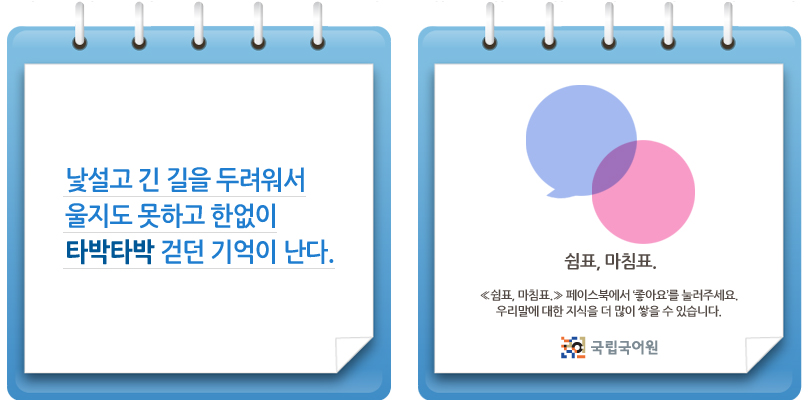 낯설고 긴 길을 두려워서
울지도 못하고 한없이
타박타박 걷던 기억이 난다.
쉼표, 마침표.
≪쉼표, 마침표.≫ 페이스북에서 '좋아요'를 눌러주세요.
우리말에 대한 지식을 더 많이 쌓을 수 있습니다.
국립국어원